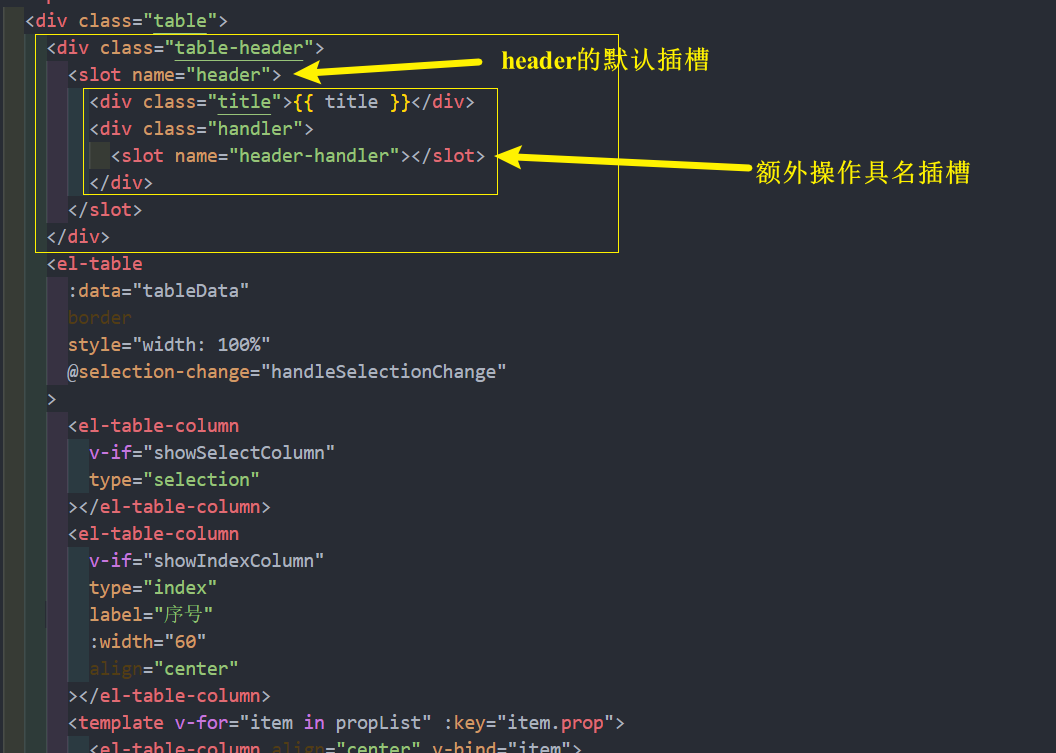 <div class="table">
<div class="table-header">
header的默认插槽
<slot name="header">
<div class="title">{{ title }}</div>
<div class="handler">
<slot name="header-handler"></slot>
额外操作具名插槽
</div>
</slot>
</div>
<el-table
:data="tableData"
border
style="width: 100%"
@selection-change="handleSelectionChange"
>
<el-table-column
v-if="showSelectColumn"
type="selection"
></el-table-column>
<el-table-column
v-if="showIndexColumn"
type="index"
label="序号"
:width="60"
align="center"
></el-table-column>
<template v-for="item in propList" :key="item.prop">
<el-table-column align="center" v-bind="item">